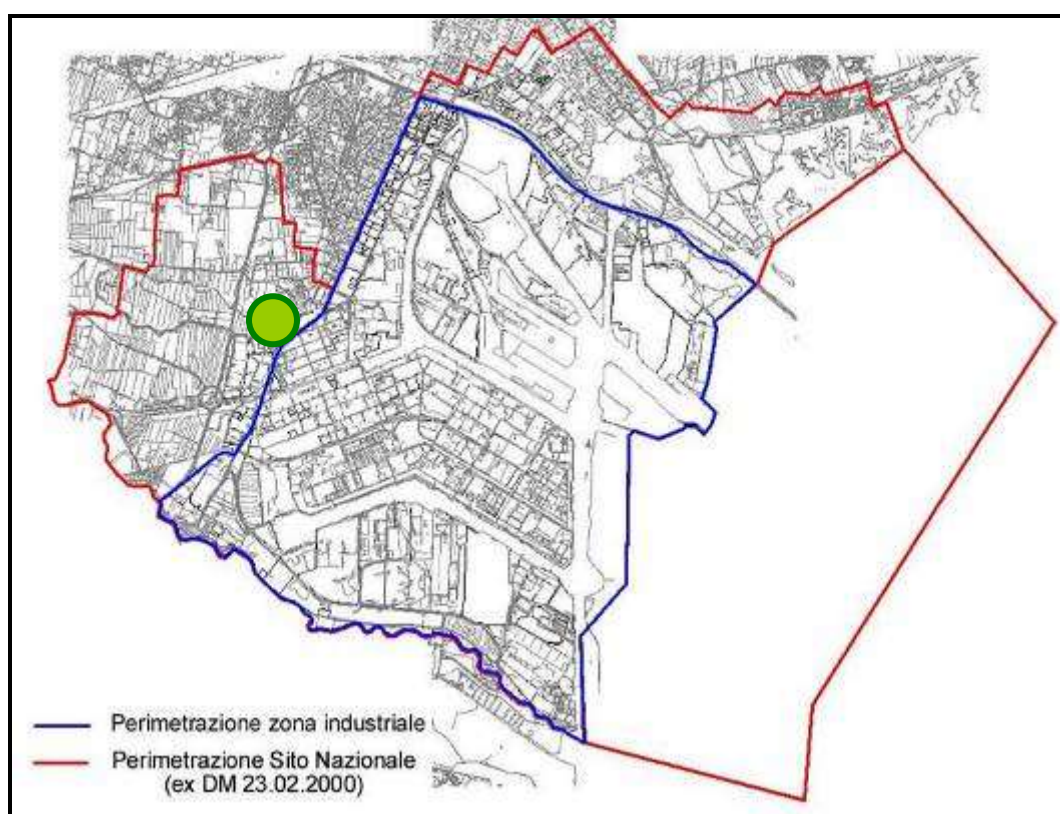 Perimetrazione zona industriale
Perimetrazione Sito Nazionale
(ex DM 23.02.2000)